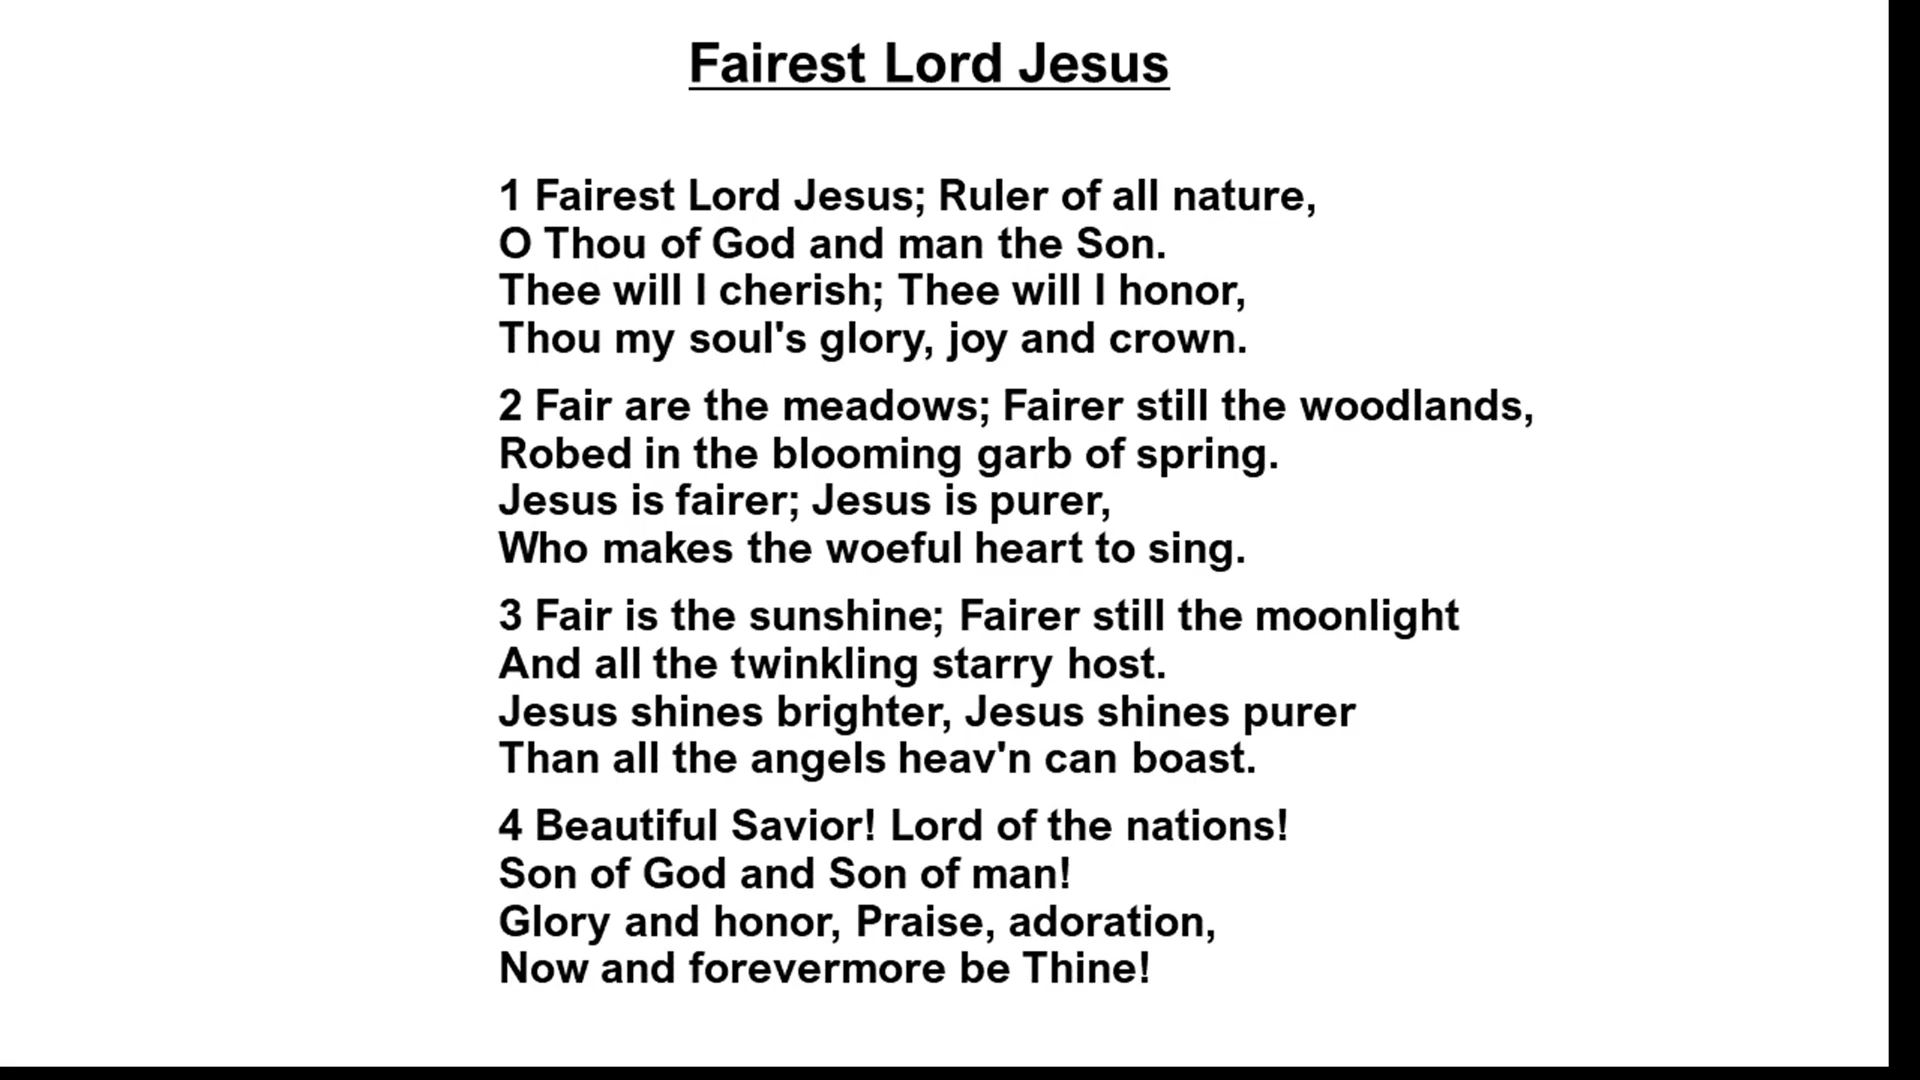 Fairest Lord Jesus
1 Fairest Lord Jesus; Ruler of all nature,
O Thou of God and man the Son.
Thee will I cherish; Thee will I honor,
Thou my soul's glory, joy and crown.
2 Fair are the meadows; Fairer still the woodlands,
Robed in the blooming garb of spring.
Jesus is fairer; Jesus is purer,
Who makes the woeful heart to sing.
3 Fair is the sunshine; Fairer still the moonlight
And all the twinkling starry host.
Jesus shines brighter, Jesus shines purer
Than all the angels heav'n can boast.
4 Beautiful Savior! Lord of the nations!
Son of God and Son of man!
Glory and honor, Praise, adoration,
Now and forevermore be Thine!